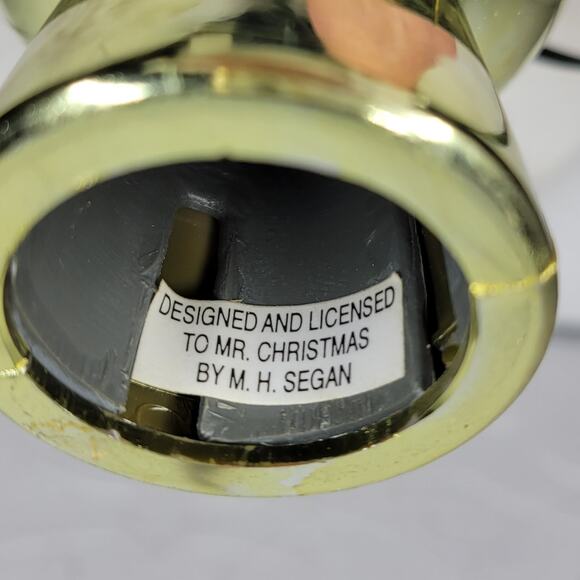 DESIGNED AND LICENSED
TO MR. CHRISTMAS
BY M. H. SEGAN